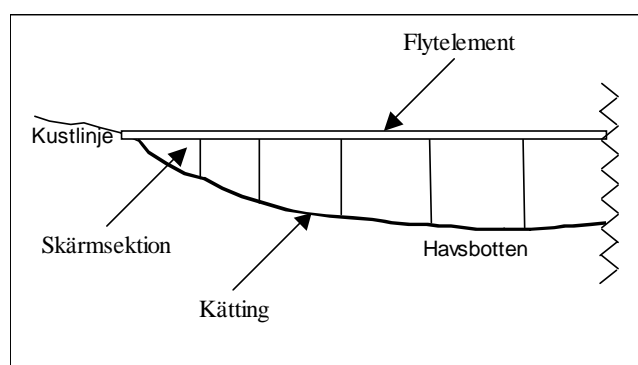 Flytelement
Kustlinje
Skärmsektion
Havsbotten
Kätting